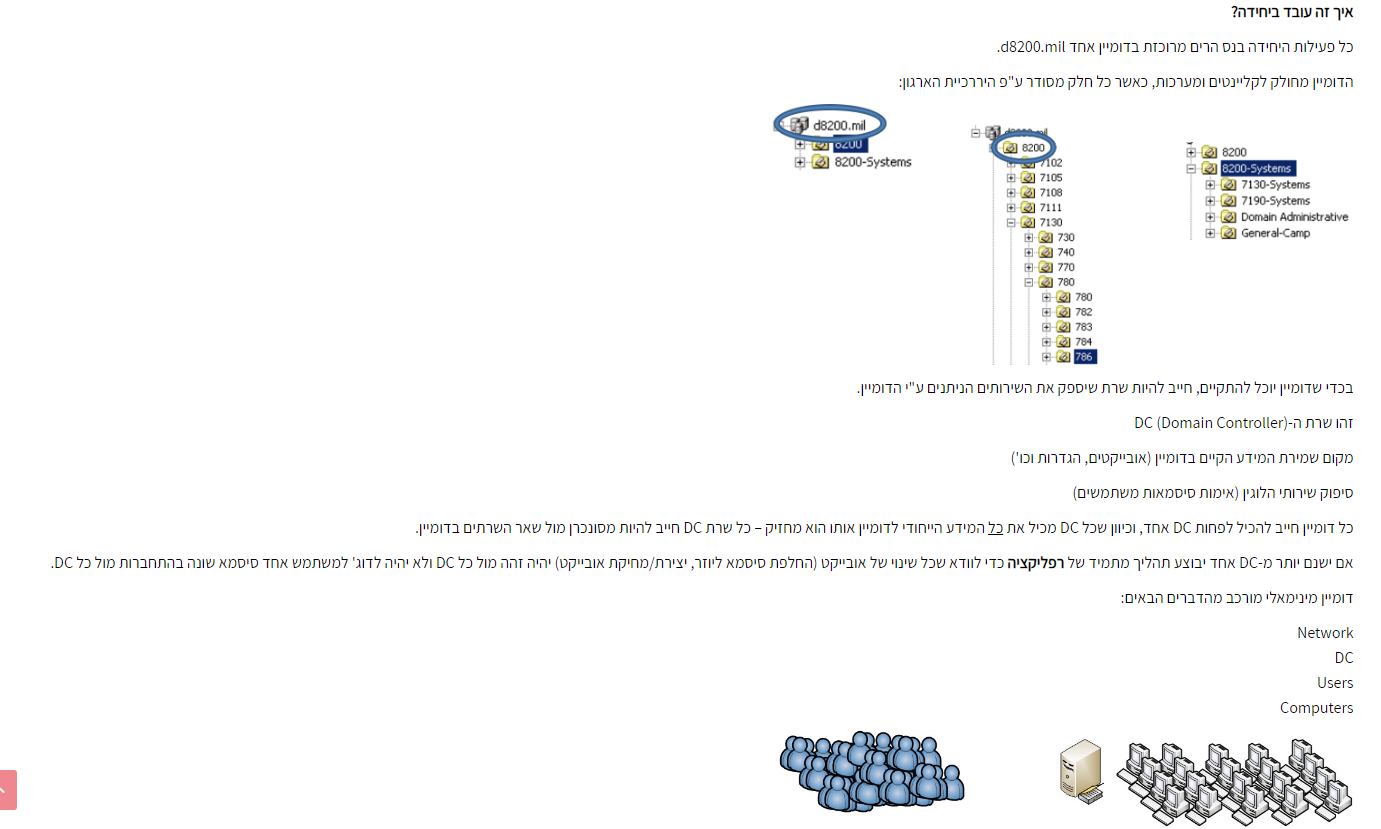 איך זה עובד ביחידה?
כל פעילות היחידה בנס הרים מרוכזת בדומיין אחד d8200.mil.
הדומיין מחולק לקליינטים ומערכות, כאשר כל חלק מסודר ע"פ היררכיית הארגון:
d8200.mil
8200
8200-Systems
d8200.mil
8200
7102
7105
7108
7111
7130
730
740
770
780
780
782
783
784
786
8200
8200-Systems
7130-Systems
7190-Systems
Domain Administrative
General-Camp
בכדי שדומיין יוכל להתקיים, חייב להיות שרת שיספק את השירותים הניתנים ע"י הדומיין.
זהו שרת ה-DC (Domain Controller)
מקום שמירת המידע הקיים בדומיין (אובייקטים, הגדרות וכו')
סיפוק שירותי הלוגין (אימות סיסמאות משתמשים)
כל דומיין חייב להכיל לפחות DC אחד, וכיוון שכל DC מכיל את כל המידע הייחודי לדומיין אותו הוא מחזיק – כל שרת DC חייב להיות מסונכרן מול שאר השרתים בדומיין.
אם ישנם יותר מ-DC אחד יבוצע תהליך מתמיד של רפליקציה כדי לוודא שכל שינוי של אובייקט (החלפת סיסמא ליוזר, יצירת/מחיקת אובייקט) יהיה זהה מול כל DC ולא יהיה לדוג' למשתמש אחד סיסמא שונה בהתחברות מול כל DC.
דומיין מינימאלי מורכב מהדברים הבאים:
Network
DC
Users
Computers